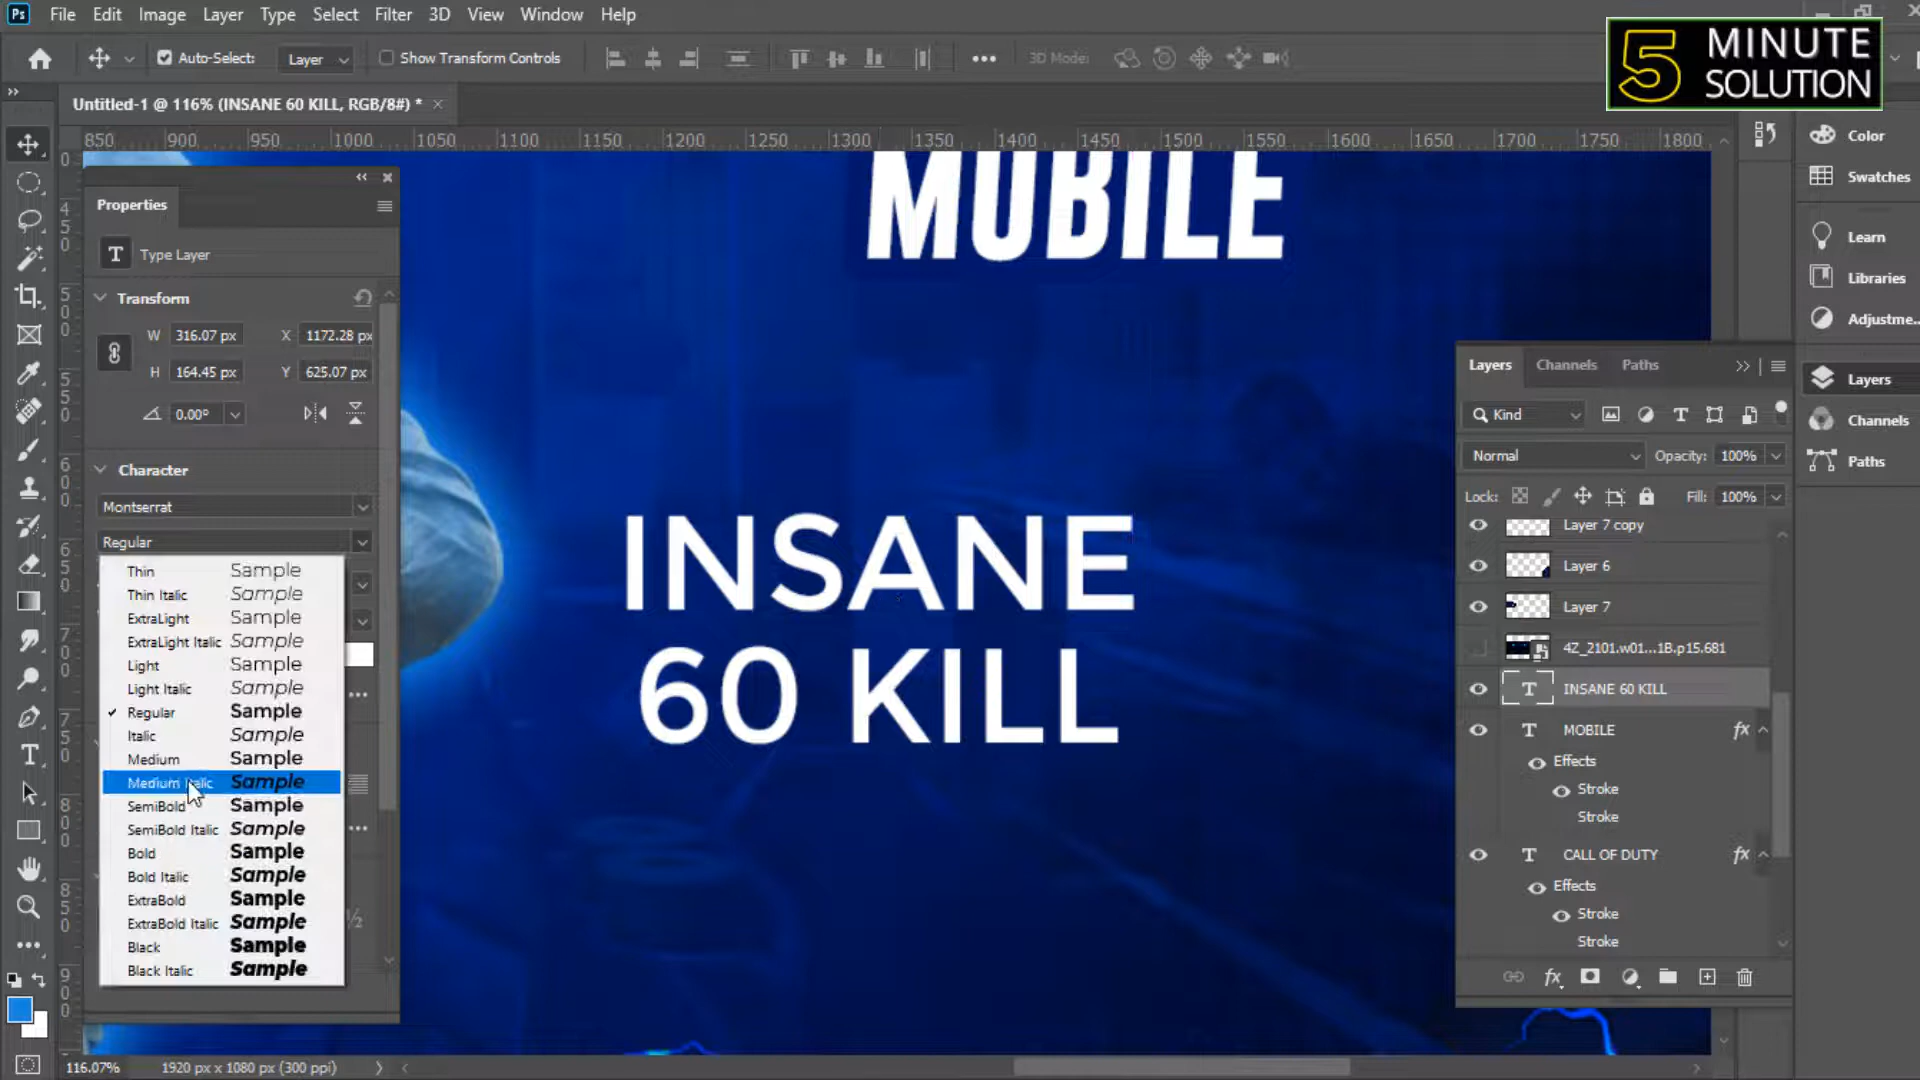 Ps File Edit Image Layer Type Select Filter 3D View Window Help
Auto-Select: Layer Show Transform Controls 3D Mode:
5 MINUTE SOLUTION
Untitled-1 @ 116% (INSANE 60 KILL, RGB/8#) *
850 900 950 1000 1050 1100 1150 1200 1250 1300 1350 1400 1450 1500 1550 1600 1650 1700 1750 1800
Properties
T Type Layer
Transform
W 316.07 px X 1172.28 px
H 164.45 px Y 625.07 px
0.00°
Character
Montserrat
Regular
Thin Sample
Thin Italic Sample
ExtraLight Sample
ExtraLight Italic Sample
Light Sample
Light Italic Sample
Regular Sample
Italic Sample
Medium Sample
Medium Italic Sample
SemiBold Sample
SemiBold Italic Sample
Bold Sample
Bold Italic Sample
ExtraBold Sample
ExtraBold Italic Sample
Black Sample
Black Italic Sample
MOBILE
INSANE
60 KILL
Layers Channels Paths
Kind
Normal Opacity: 100%
Lock: Fill: 100%
Layer 7 copy
Layer 6
Layer 7
4Z_2101.w01...1B.p15.681
T INSANE 60 KILL
T MOBILE fx
Effects
Stroke
Stroke
T CALL OF DUTY fx
Effects
Stroke
Stroke
fx
Color
Swatches
Learn
Libraries
Adjustme...
Layers
Channels
Paths
116.07% 1920 px x 1080 px (300 ppi)